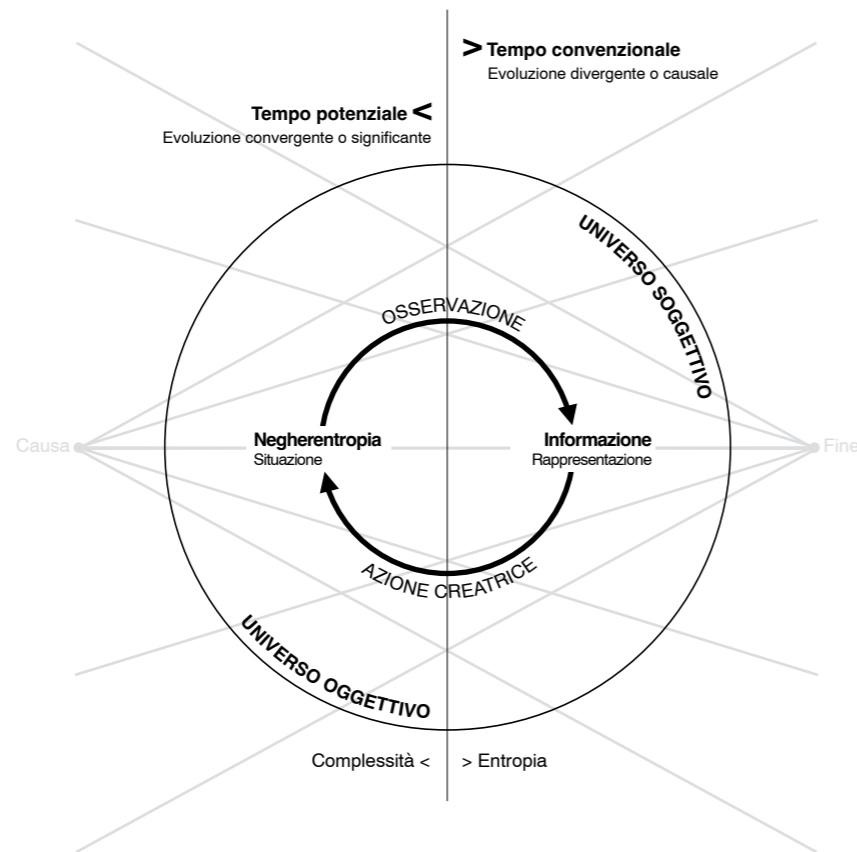 > Tempo convenzionale
Evoluzione divergente o causale
Tempo potenziale <
Evoluzione convergente o significante
UNIVERSO SOGGETTIVO
OSSERVAZIONE
Causa
Negherentropia
Situazione
Informazione
Rappresentazione
Fine
AZIONE CREATRICE
UNIVERSO OGGETTIVO
Complessità <
> Entropia